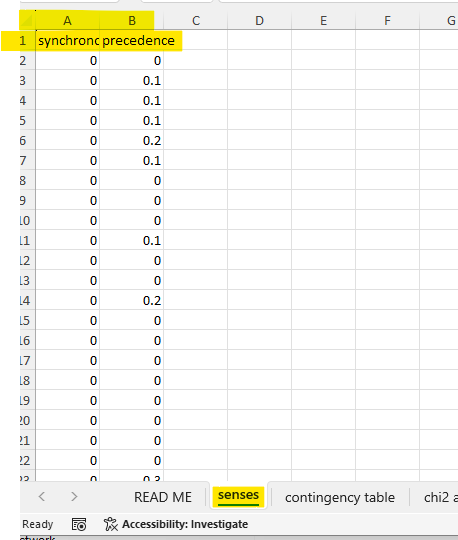 A B C D E F G
1 synchrono precedence
2 0 0
3 0 0.1
4 0 0.1
5 0 0.1
6 0 0.2
7 0 0.1
8 0 0
9 0 0
10 0 0
11 0 0.1
12 0 0
13 0 0
14 0 0.2
15 0 0
16 0 0
17 0 0
18 0 0
19 0 0
20 0 0
21 0 0
22 0 0
23 0 0.3
READ ME senses contingency table chi2 a
Ready Accessibility: Investigate